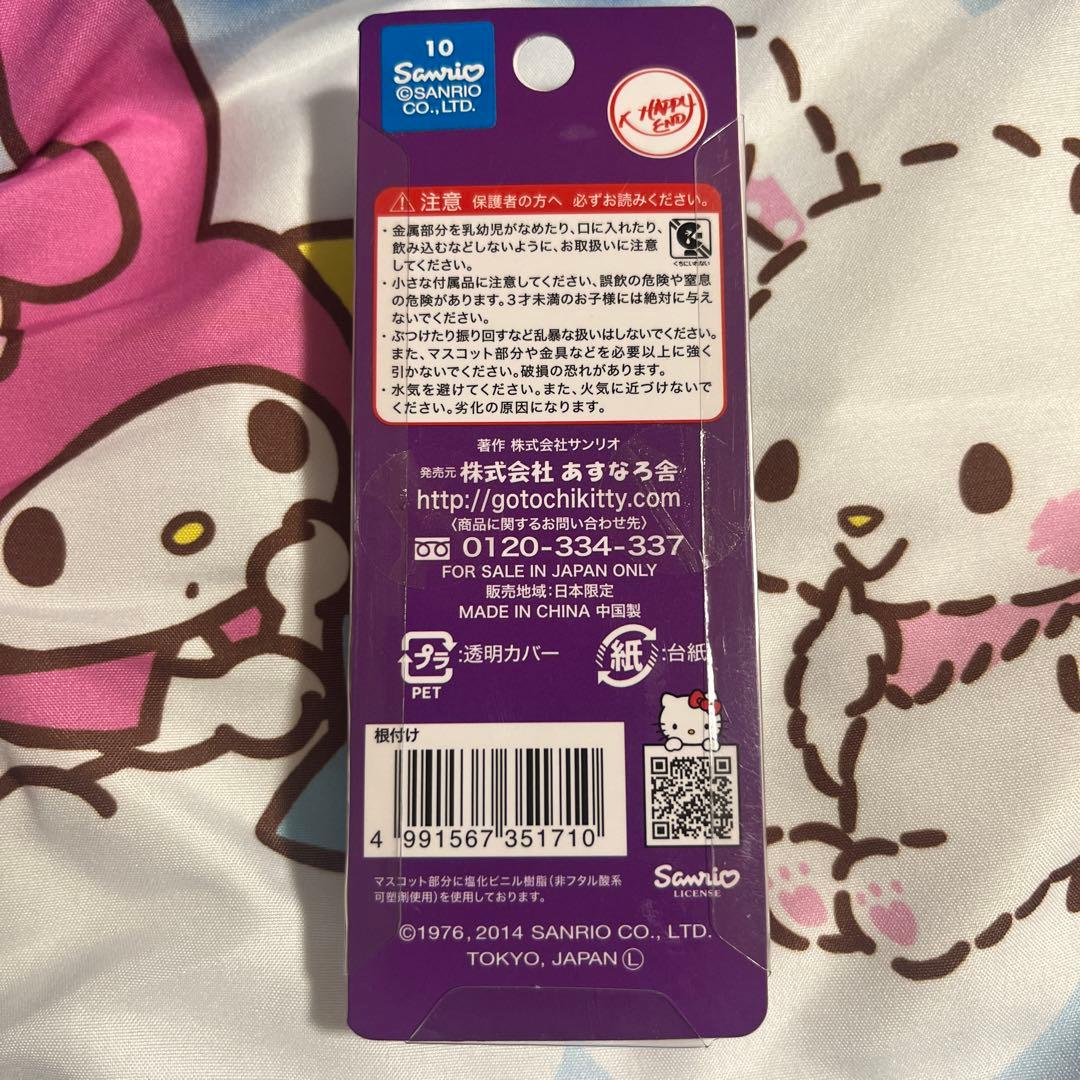 10
Sanrio
©SANRIO
CO.,LTD.
K HAPPY
END
注意 保護者の方へ 必ずお読みください。
・金属部分を乳幼児がなめたり、口に入れたり、
飲み込むなどしないように、お取扱いに注意
してください。
くちにいれない
・小さな付属品に注意してください、誤飲の危険や窒息
の危険があります。3才未満のお子様には絶対に与え
ないでください。
・ぶつけたり振り回すなど乱暴な扱いはしないでください。
また、マスコット部分や金具などを必要以上に強く
引かないでください。破損の恐れがあります。
・水気を避けてください。また、火気に近づけないで
ください。劣化の原因になります。
著作 株式会社サンリオ
発売元 株式会社 あすなろ舎
http://gotochikitty.com
〈商品に関するお問い合わせ先〉
0120-334-337
FOR SALE IN JAPAN ONLY
販売地域:日本限定
MADE IN CHINA 中国製
プラ :透明カバー
PET
紙 :台紙
根付け
4 991567 351710
マスコット部分に塩化ビニル樹脂(非フタル酸系
可塑剤使用)を使用しております。
Sanrio
LICENSE
©1976, 2014 SANRIO CO., LTD.
TOKYO, JAPAN Ⓛ